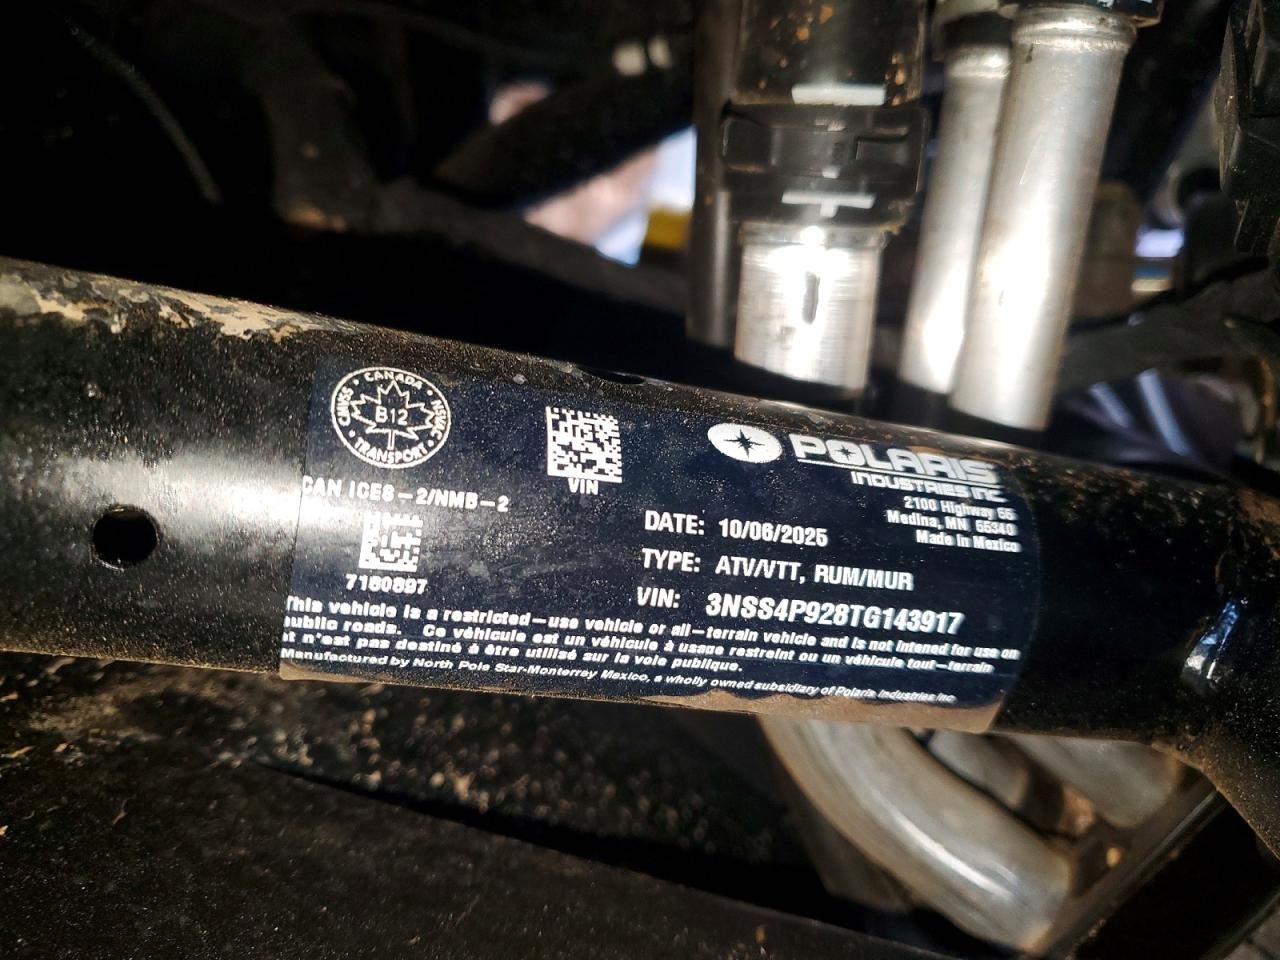 CANADA
CMVSS B12 NSVAC
TRANSPORT
CAN ICES-2/NMB-2
7180897
VIN
POLARIS
INDUSTRIES INC
2100 Highway 55
Medina, MN 55340
Made in Mexico
DATE: 10/06/2025
TYPE: ATV/VTT, RUM/MUR
VIN: 3NSS4P928TG143917
This vehicle is a restricted-use vehicle or all-terrain vehicle and is not intened for use on
public roads. Ce véhicule est un véhicule à usage restreint ou un véhicule tout-terrain
et n'est pas destiné à être utilisé sur la voie publique.
Manufactured by North Pole Star-Monterrey Mexico, a wholly owned subsidiary of Polaris Industries Inc